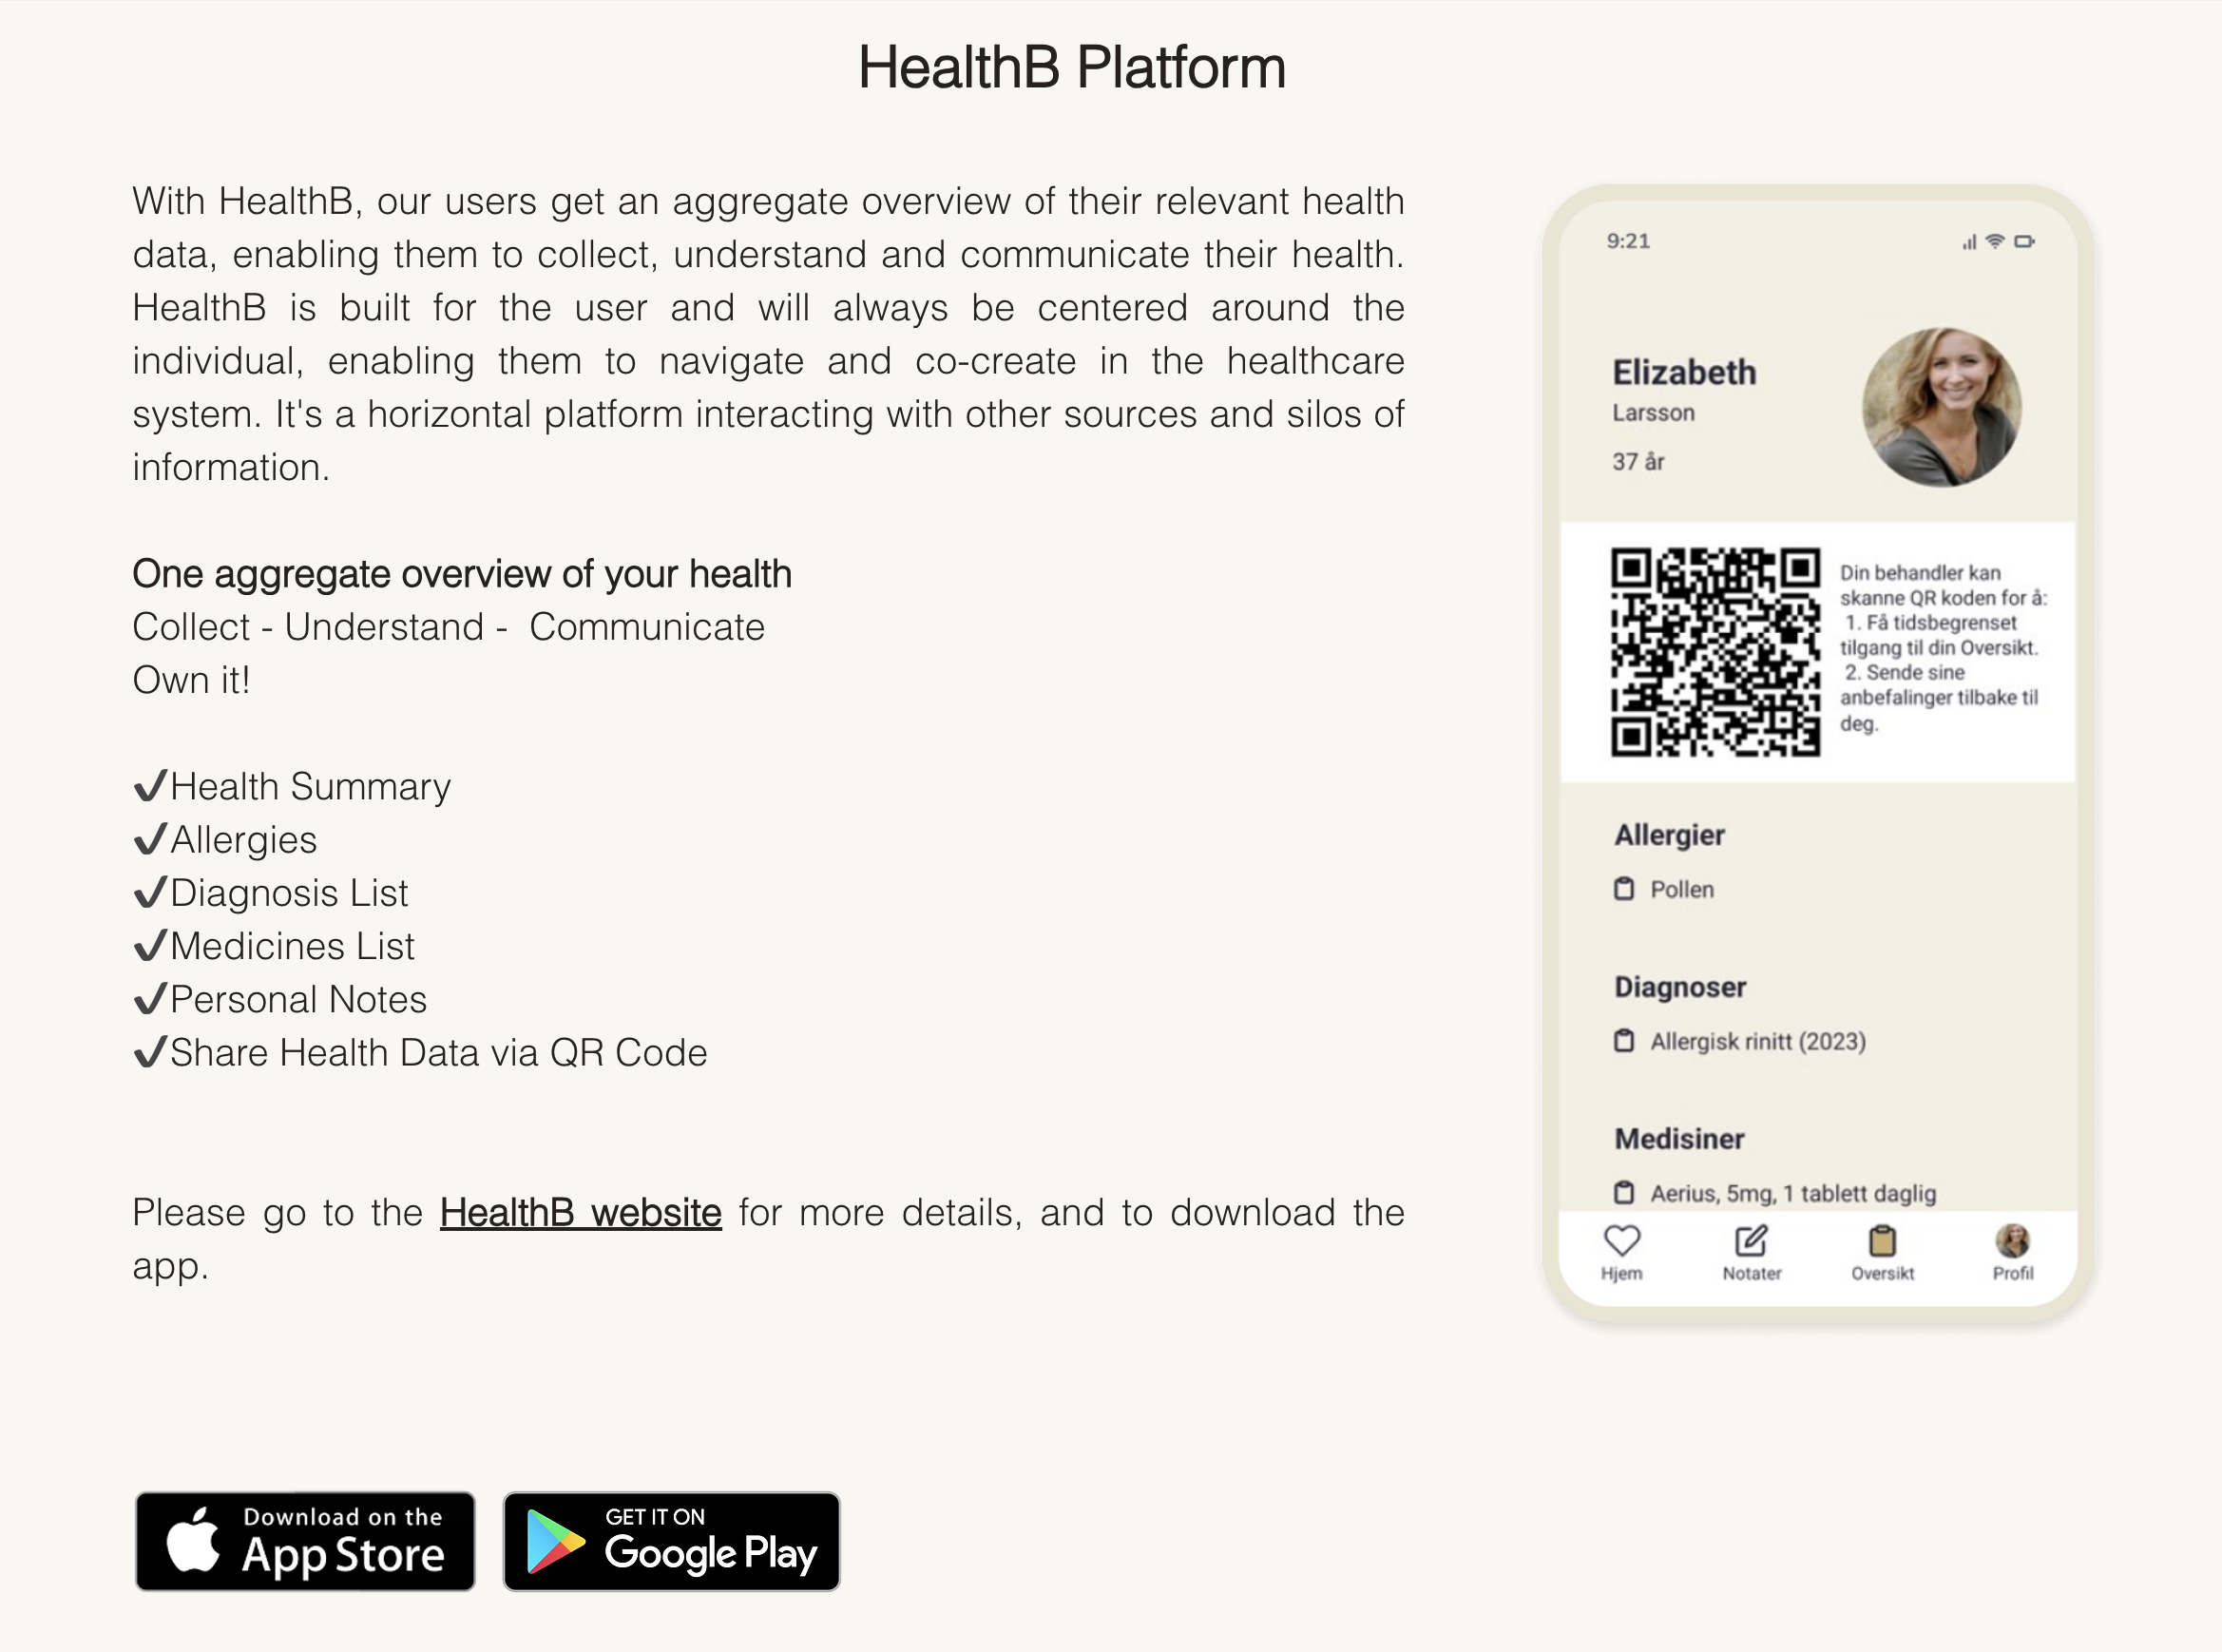 HealthB Platform
With HealthB, our users get an aggregate overview of their relevant health
data, enabling them to collect, understand and communicate their health.
HealthB is built for the user and will always be centered around the
individual, enabling them to navigate and co-create in the healthcare
system. It's a horizontal platform interacting with other sources and silos of
information.
One aggregate overview of your health
Collect - Understand -  Communicate
Own it!
✔Health Summary
✔Allergies
✔Diagnosis List
✔Medicines List
✔Personal Notes
✔Share Health Data via QR Code
Please go to the HealthB website for more details, and to download the
app.
Download on the
App Store
GET IT ON
Google Play
9:21
Elizabeth
Larsson
37 år
Din behandler kan
skanne QR koden for å:
1. Få tidsbegrenset
tilgang til din Oversikt.
2. Sende sine
anbefalinger tilbake til
deg.
Allergier
Pollen
Diagnoser
Allergisk rinitt (2023)
Medisiner
Aerius, 5mg, 1 tablett daglig
Hjem Notater Oversikt Profil